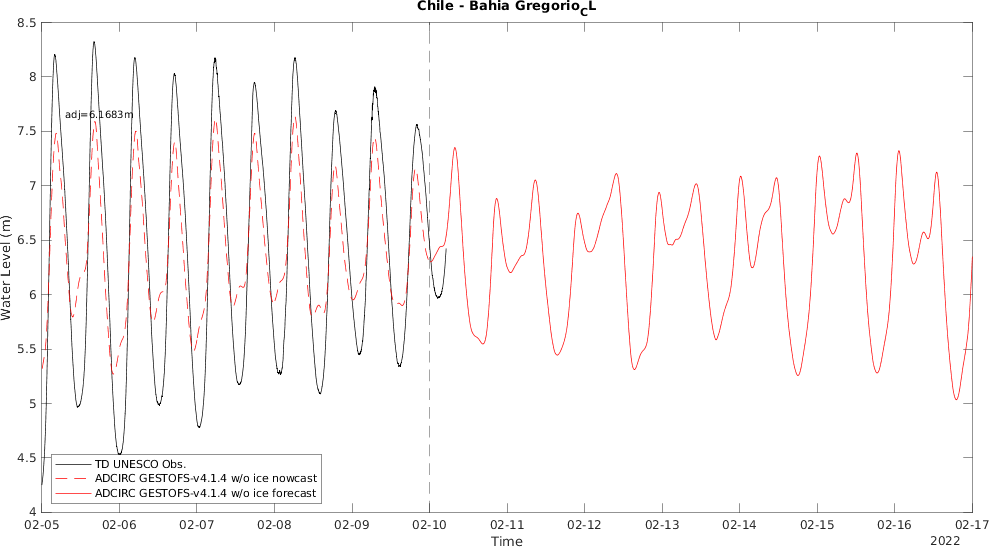 Chile - Bahia Gregorio_CL
8.5
8
7.5
7
6.5
6
5.5
5
4.5
4
Water Level (m)
adj=6.1683m
TD UNESCO Obs.
ADCIRC GESTOFS-v4.1.4 w/o ice nowcast
ADCIRC GESTOFS-v4.1.4 w/o ice forecast
02-05 02-06 02-07 02-08 02-09 02-10 02-11 02-12 02-13 02-14 02-15 02-16 02-17
Time
2022